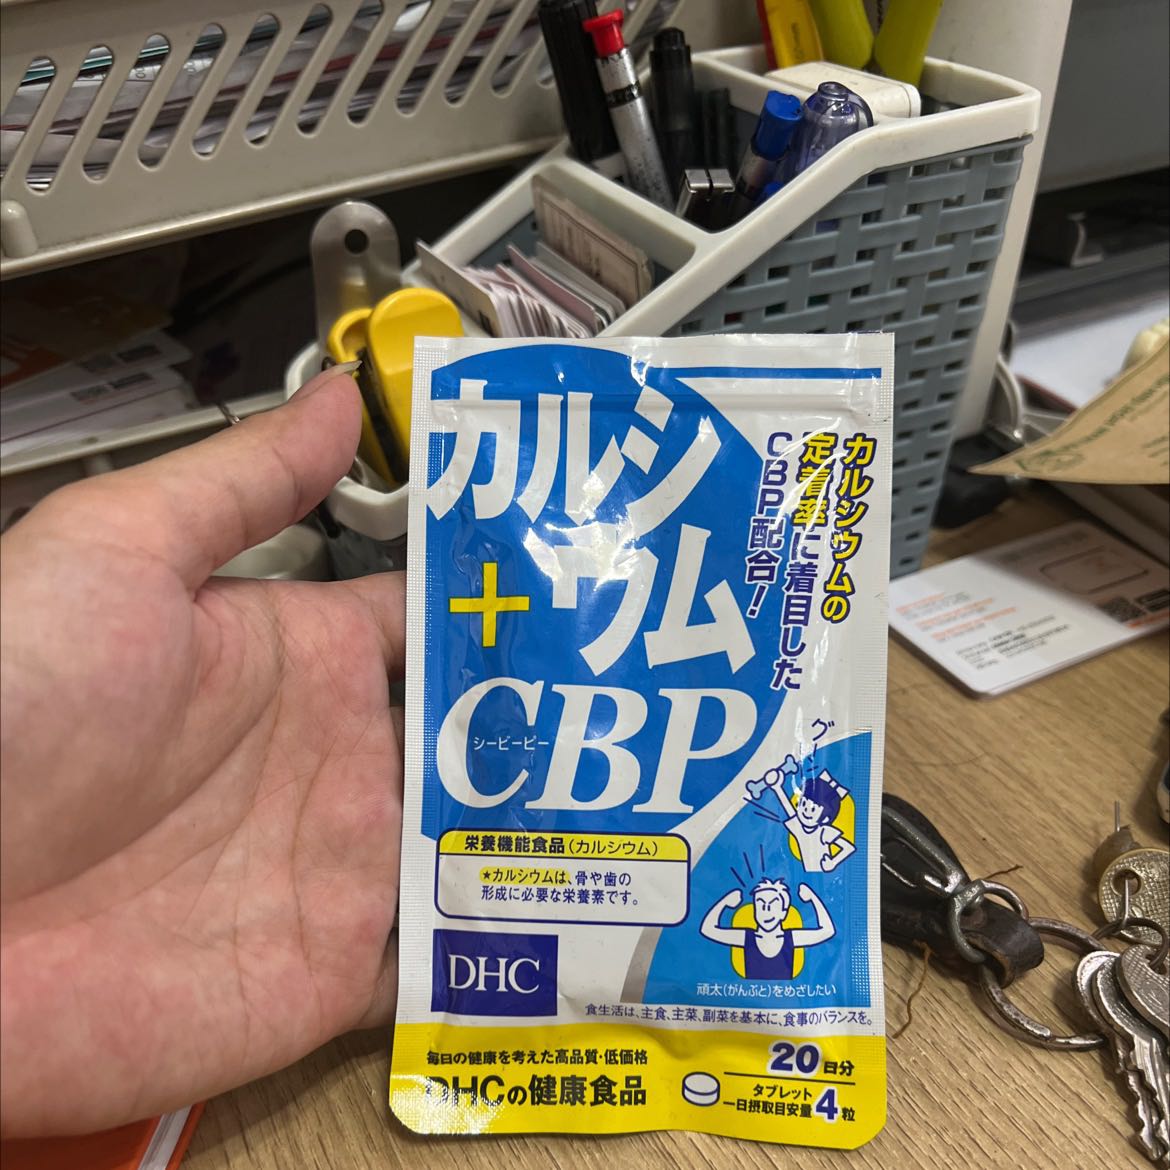 カルシ
ウム
+
CBP
シービーピー
カルシウムの
定着率に着目した
CBP配合!
グーン
栄養機能食品(カルシウム)
★カルシウムは、骨や歯の
形成に必要な栄養素です。
DHC
頑太(がんぶと)をめざしたい
食生活は、主食、主菜、副菜を基本に、食事のバランスを。
毎日の健康を考えた高品質・低価格
DHCの健康食品
20日分
タブレット
一日摂取目安量4粒